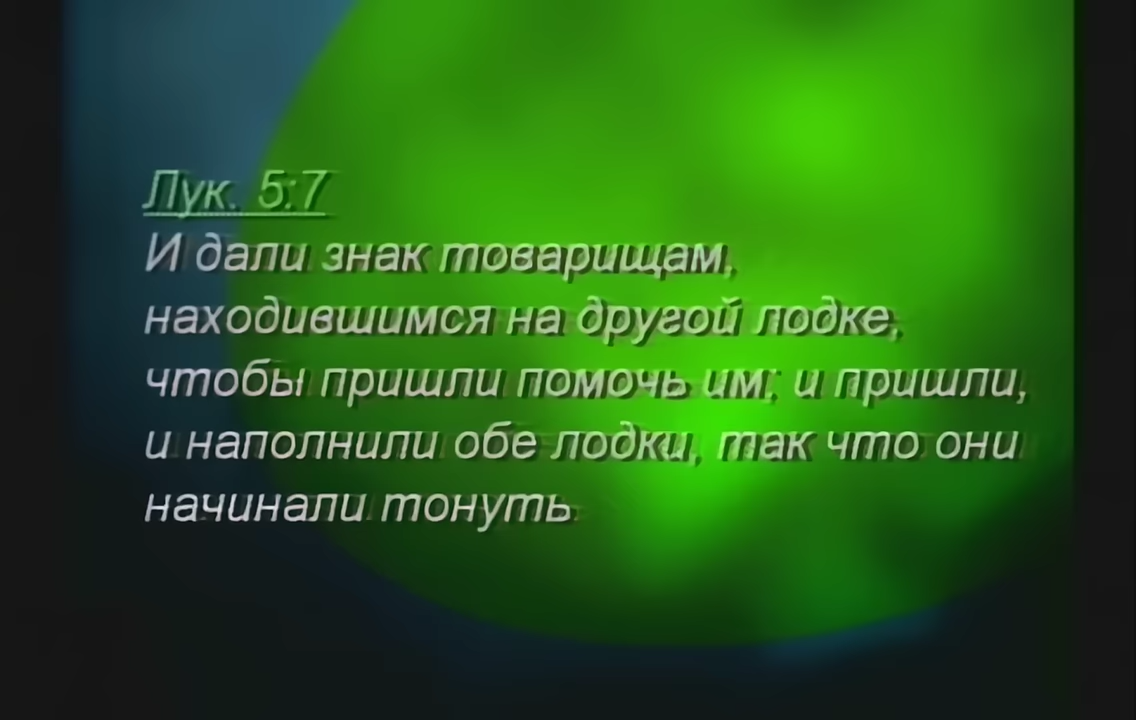 Лук. 5:7
И дали знак товарищам,
находившимся на другой лодке,
чтобы пришли помочь им; и пришли,
и наполнили обе лодки, так что они
начинали тонуть.